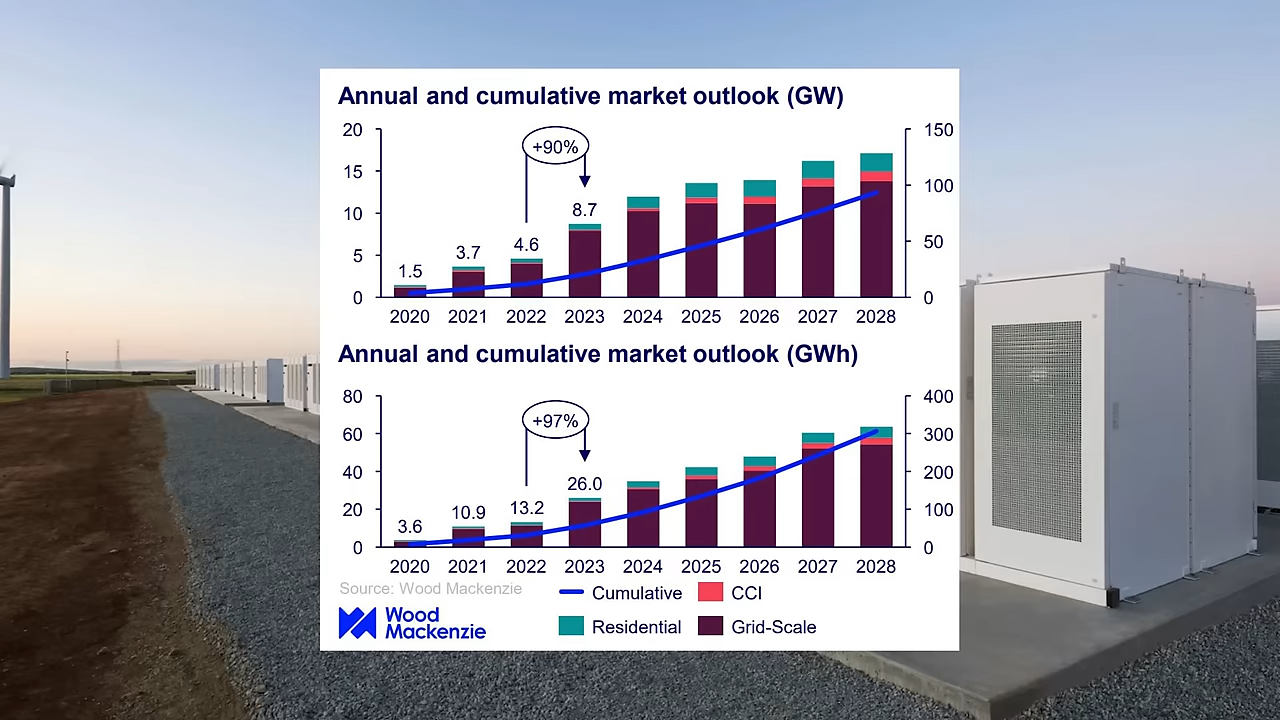 Annual and cumulative market outlook (GW)
20
15
10
5
0
150
100
50
0
+90%
1.5
3.7
4.6
8.7
2020 2021 2022 2023 2024 2025 2026 2027 2028
Annual and cumulative market outlook (GWh)
80
60
40
20
0
400
300
200
100
0
+97%
3.6
10.9
13.2
26.0
2020 2021 2022 2023 2024 2025 2026 2027 2028
Source: Wood Mackenzie
Cumulative
CCI
Residential
Grid-Scale
Wood
Mackenzie